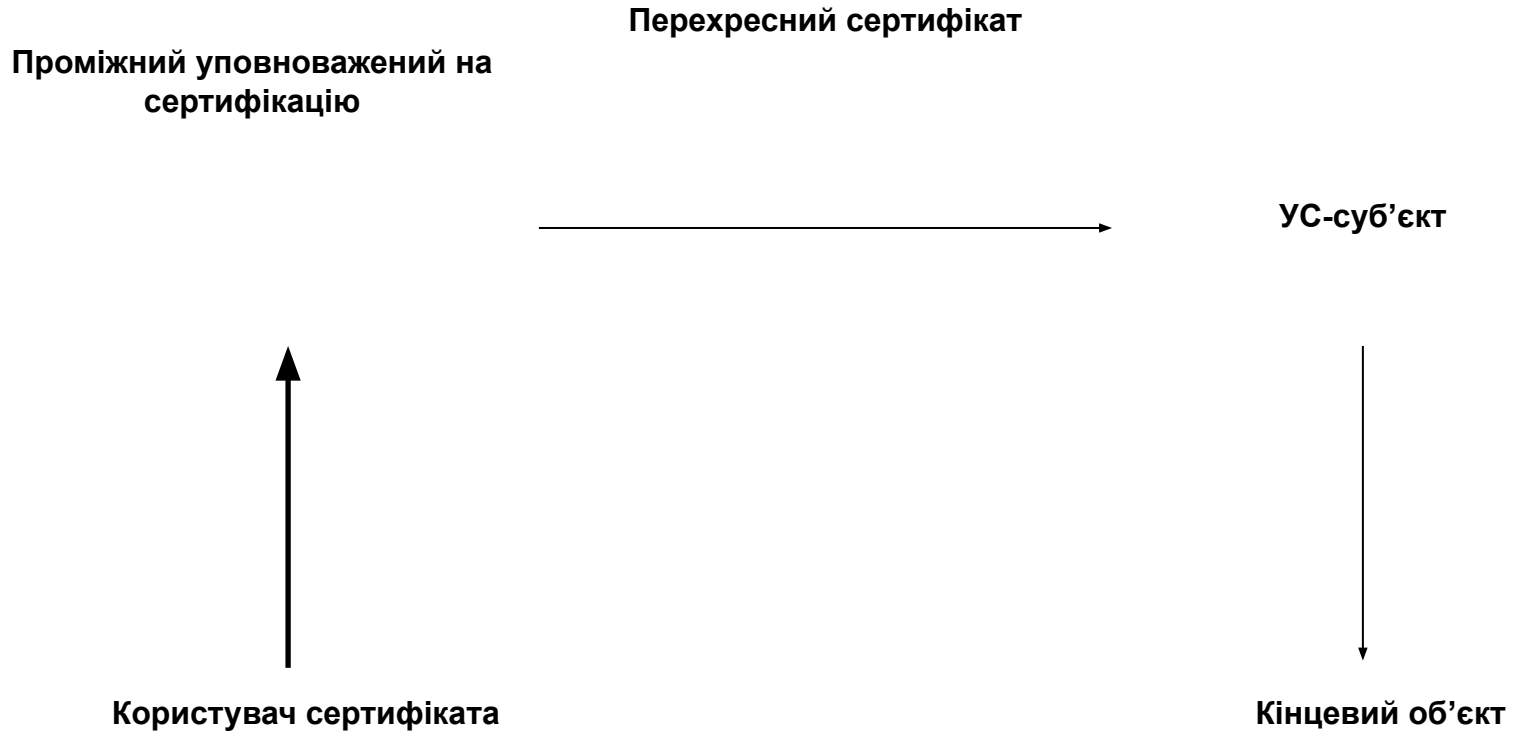 Перехресний сертифікат
Проміжний уповноважений на
сертифікацію
УС-суб’єкт
Користувач сертифіката
Кінцевий об’єкт